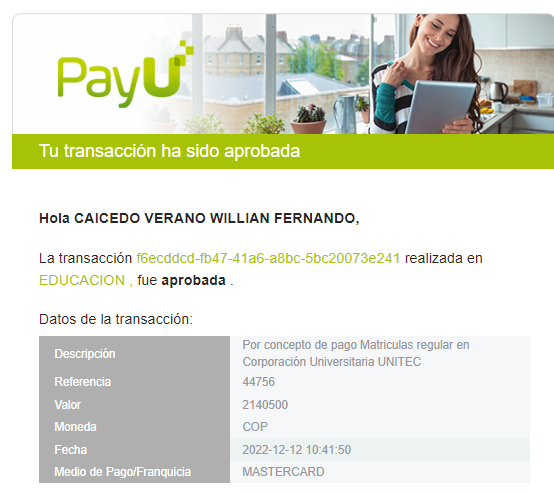 PayU
Tu transacción ha sido aprobada
Hola CAICEDO VERANO WILLIAN FERNANDO,
La transacción f6ecddcd-fb47-41a6-a8bc-5bc20073e241 realizada en
EDUCACION , fue aprobada .
Datos de la transacción:
Descripción Por concepto de pago Matriculas regular en
Corporación Universitaria UNITEC
Referencia 44756
Valor 2140500
Moneda COP
Fecha 2022-12-12 10:41:50
Medio de Pago/Franquicia MASTERCARD